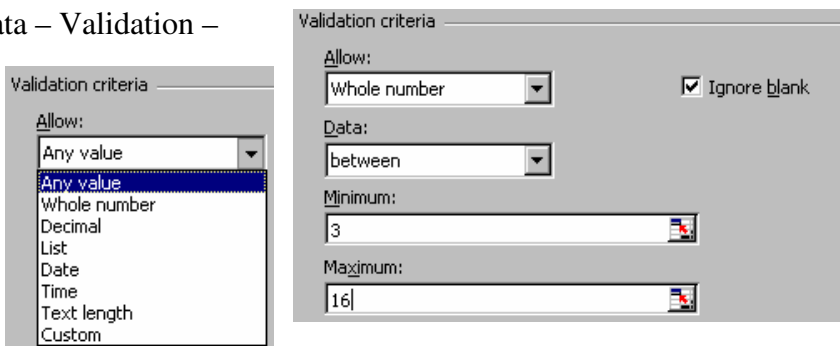 ata – Validation –
Validation criteria
Allow:
Any value
Any value
Whole number
Decimal
List
Date
Time
Text length
Custom
Validation criteria
Allow:
Whole number
Ignore blank
Data:
between
Minimum:
3
Maximum:
16